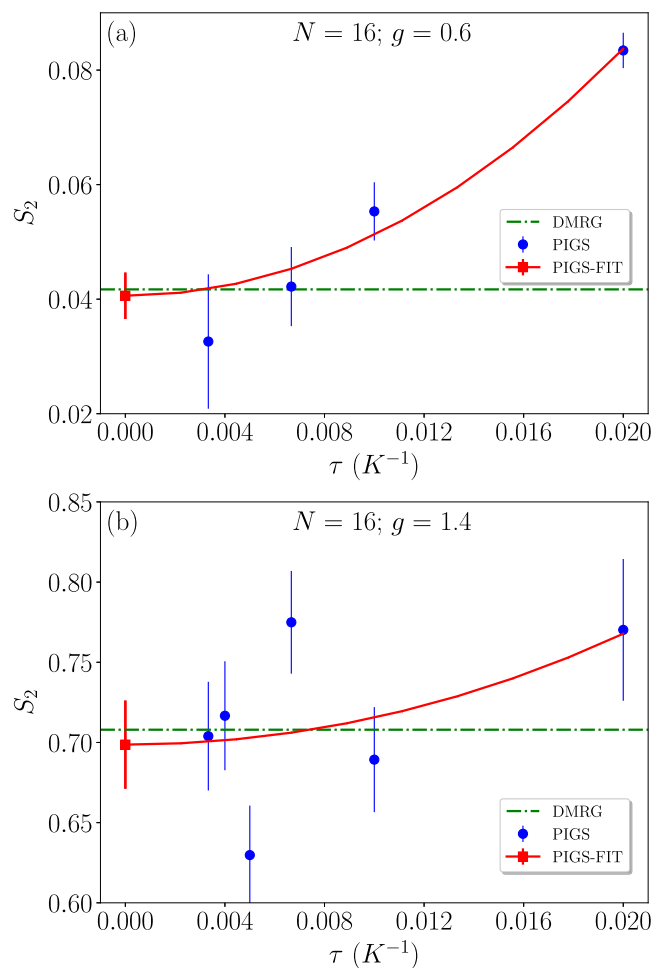 (a) N = 16; g = 0.6
0.08
0.06
0.04
0.02
S₂
DMRG
PIGS
PIGS-FIT
0.000 0.004 0.008 0.012 0.016 0.020
τ (K⁻¹)
(b) N = 16; g = 1.4
0.85
0.80
0.75
0.70
0.65
0.60
S₂
DMRG
PIGS
PIGS-FIT
0.000 0.004 0.008 0.012 0.016 0.020
τ (K⁻¹)